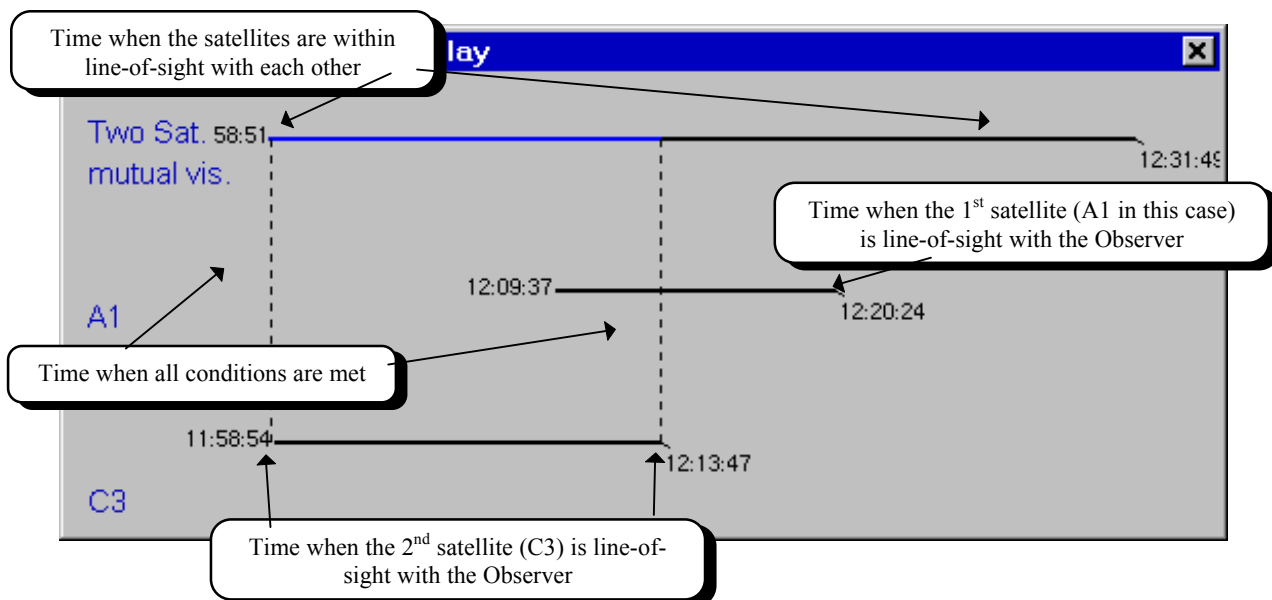 Time when the satellites are within
line-of-sight with each other
lay
Two Sat. 58:51
mutual vis.
12:31:49
Time when the 1st satellite (A1 in this case)
is line-of-sight with the Observer
12:09:37
12:20:24
A1
Time when all conditions are met
11:58:54
12:13:47
C3
Time when the 2nd satellite (C3) is line-of-
sight with the Observer